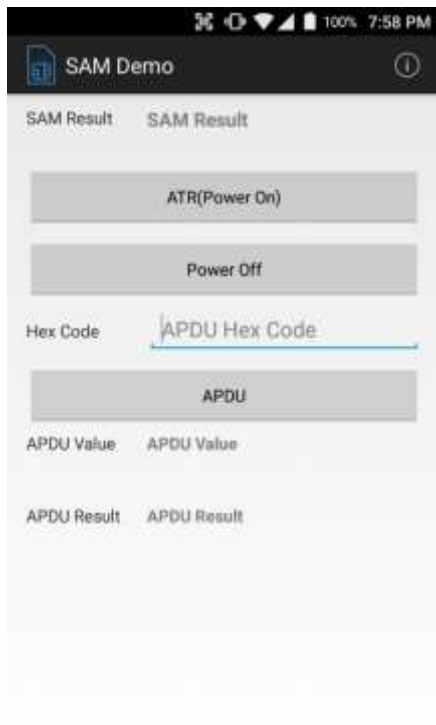 100% 7:58 PM
SAM Demo
SAM Result SAM Result
ATR(Power On)
Power Off
Hex Code APDU Hex Code
APDU
APDU Value APDU Value
APDU Result APDU Result